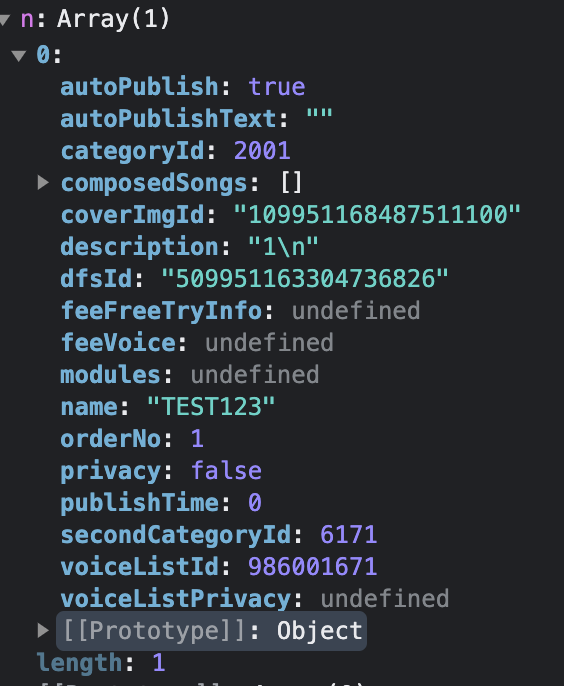 n: Array(1)
0:
autoPublish: true
autoPublishText: ""
categoryId: 2001
composedSongs: []
coverImgId: "109951168487511100"
description: "1\n"
dfsId: "509951163304736826"
feeFreeTryInfo: undefined
feeVoice: undefined
modules: undefined
name: "TEST123"
orderNo: 1
privacy: false
publishTime: 0
secondCategoryId: 6171
voiceListId: 986001671
voiceListPrivacy: undefined
[[Prototype]]: Object
length: 1